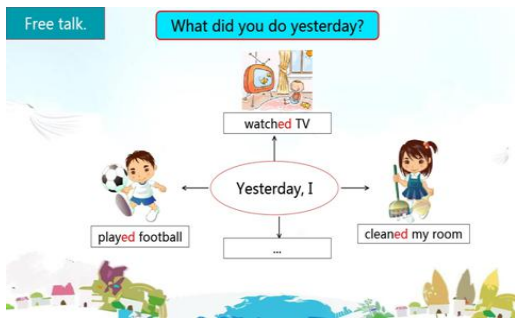 Free talk.
What did you do yesterday?
watched TV
Yesterday, I
played football
cleaned my room
...